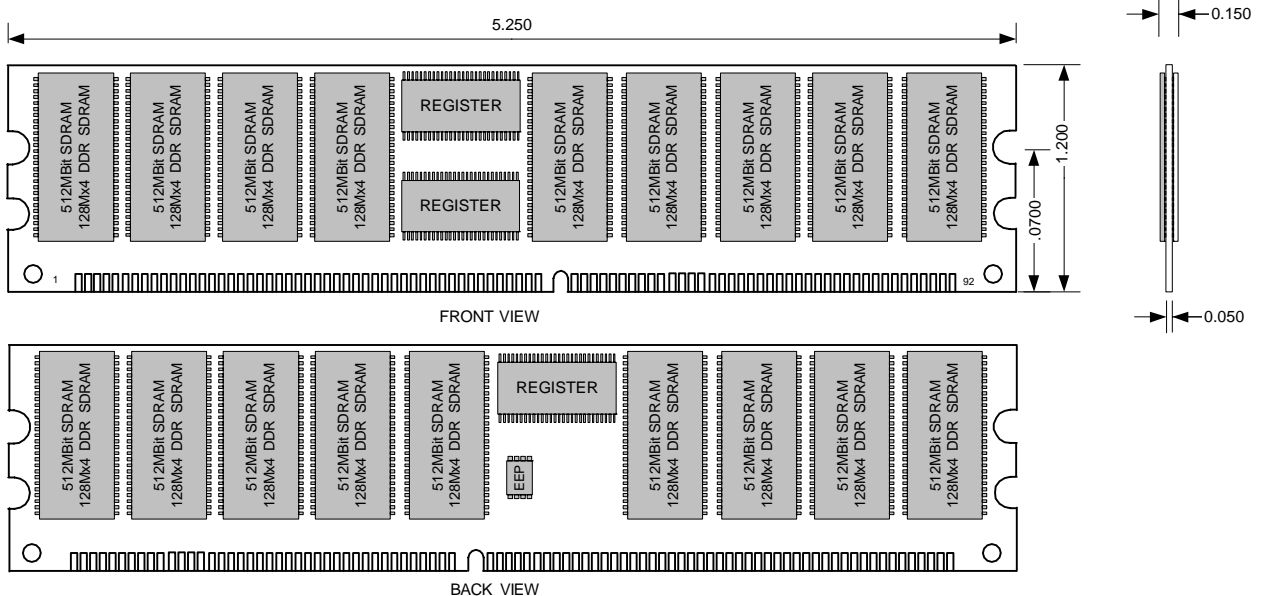 5.250
0.150
512MBit SDRAM
128Mx4 DDR SDRAM
512MBit SDRAM
128Mx4 DDR SDRAM
512MBit SDRAM
128Mx4 DDR SDRAM
512MBit SDRAM
128Mx4 DDR SDRAM
REGISTER
REGISTER
512MBit SDRAM
128Mx4 DDR SDRAM
512MBit SDRAM
128Mx4 DDR SDRAM
512MBit SDRAM
128Mx4 DDR SDRAM
512MBit SDRAM
128Mx4 DDR SDRAM
512MBit SDRAM
128Mx4 DDR SDRAM
.0700
1.200
1
92
0.050
FRONT VIEW
512MBit SDRAM
128Mx4 DDR SDRAM
512MBit SDRAM
128Mx4 DDR SDRAM
512MBit SDRAM
128Mx4 DDR SDRAM
512MBit SDRAM
128Mx4 DDR SDRAM
512MBit SDRAM
128Mx4 DDR SDRAM
REGISTER
EEP
512MBit SDRAM
128Mx4 DDR SDRAM
512MBit SDRAM
128Mx4 DDR SDRAM
512MBit SDRAM
128Mx4 DDR SDRAM
512MBit SDRAM
128Mx4 DDR SDRAM
BACK VIEW